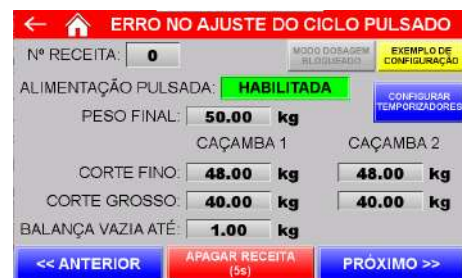 ERRO NO AJUSTE DO CICLO PULSADO
Nº RECEITA: 0
MODO DOSAGEM
BLOQUEADO
EXEMPLO DE
CONFIGURAÇÃO
ALIMENTAÇÃO PULSADA: HABILITADA
CONFIGURAR
TEMPORIZADORES
PESO FINAL: 50.00 kg
CAÇAMBA 1 CAÇAMBA 2
CORTE FINO: 48.00 kg 48.00 kg
CORTE GROSSO: 40.00 kg 40.00 kg
BALANÇA VAZIA ATÉ: 1.00 kg
<< ANTERIOR
APAGAR RECEITA
(5s)
PRÓXIMO >>